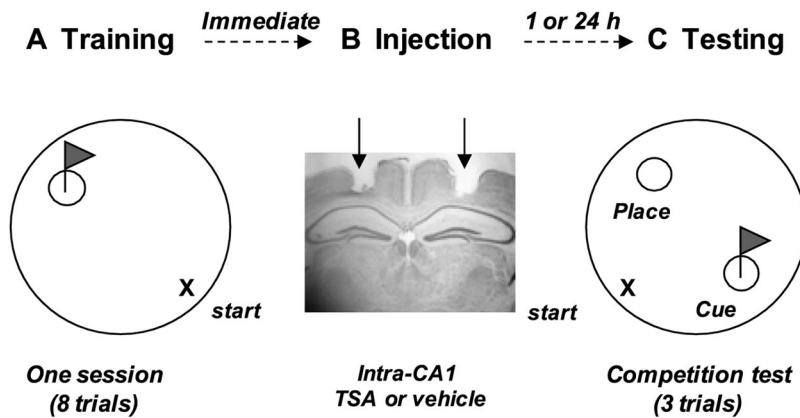 A Training
Immediate
B Injection
1 or 24 h
C Testing
X
start
Place
X
start
Cue
One session
(8 trials)
Intra-CA1
TSA or vehicle
Competition test
(3 trials)